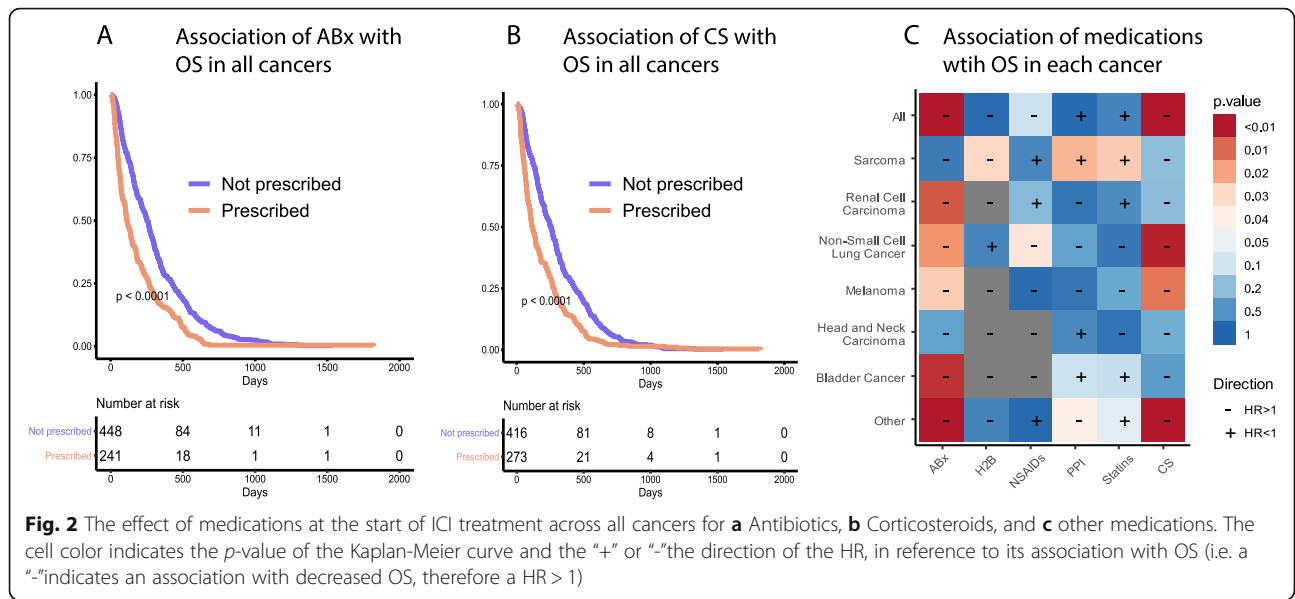 A Association of ABx with
OS in all cancers
1.00
0.75
0.50
0.25
0.00
Not prescribed
Prescribed
p < 0.0001
0 500 1000 1500 2000
Days
Number at risk
Not prescribed 448 84 11 1 0
Prescribed 241 18 1 1 0
0 500 1000 1500 2000
Days
B Association of CS with
OS in all cancers
1.00
0.75
0.50
0.25
0.00
Not prescribed
Prescribed
p < 0.0001
0 500 1000 1500 2000
Days
Number at risk
Not prescribed 416 81 8 1 0
Prescribed 273 21 4 1 0
0 500 1000 1500 2000
Days
C Association of medications
wtih OS in each cancer
All - - - + + -
Sarcoma - - + + + -
Renal Cell
Carcinoma - - + - + -
Non-Small Cell
Lung Cancer - + - - - -
Melanoma - - - - - -
Head and Neck
Carcinoma - - - + - -
Bladder Cancer - - - + + -
Other - - + - + -
ABx H2B NSAIDs PPI Statins CS
p.value
<0.01
0.01
0.02
0.03
0.04
0.05
0.1
0.2
0.5
1
Direction
- HR>1
+ HR<1
Fig. 2 The effect of medications at the start of ICI treatment across all cancers for a Antibiotics, b Corticosteroids, and c other medications. The
cell color indicates the p-value of the Kaplan-Meier curve and the “+” or “-”the direction of the HR, in reference to its association with OS (i.e. a
“-”indicates an association with decreased OS, therefore a HR > 1)